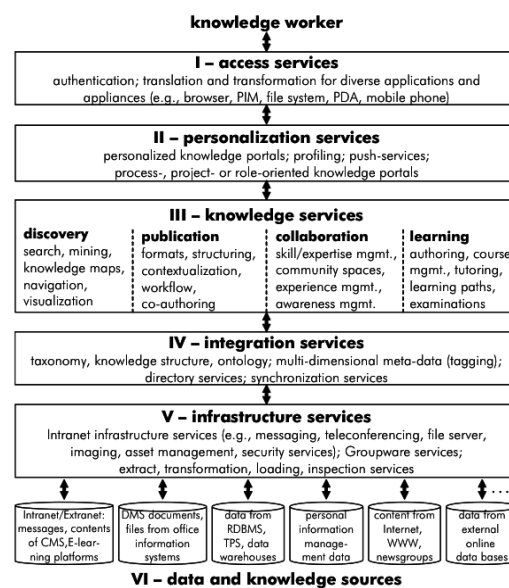 knowledge worker
I – access services
authentication; translation and transformation for diverse applications and
appliances (e.g., browser, PIM, file system, PDA, mobile phone)
II – personalization services
personalized knowledge portals; profiling; push-services;
process-, project- or role-oriented knowledge portals
III – knowledge services
discovery
search, mining,
knowledge maps,
navigation,
visualization
publication
formats, structuring,
contextualization,
workflow,
co-authoring
collaboration
skill/expertise mgmt.,
community spaces,
experience mgmt.,
awareness mgmt.
learning
authoring, course
mgmt., tutoring,
learning paths,
examinations
IV – integration services
taxonomy, knowledge structure, ontology; multi-dimensional meta-data (tagging);
directory services; synchronization services
V – infrastructure services
Intranet infrastructure services (e.g., messaging, teleconferencing, file server,
imaging, asset management, security services); Groupware services;
extract, transformation, loading, inspection services
Intranet/Extranet:
messages, contents
of CMS,E-lear-
ning platforms
DMS documents,
files from office
information
systems
data from
RDBMS,
TPS, data
warehouses
personal
information
manage-
ment data
content from
Internet,
WWW,
newsgroups
data from
external
online
data bases
...
VI – data and knowledge sources